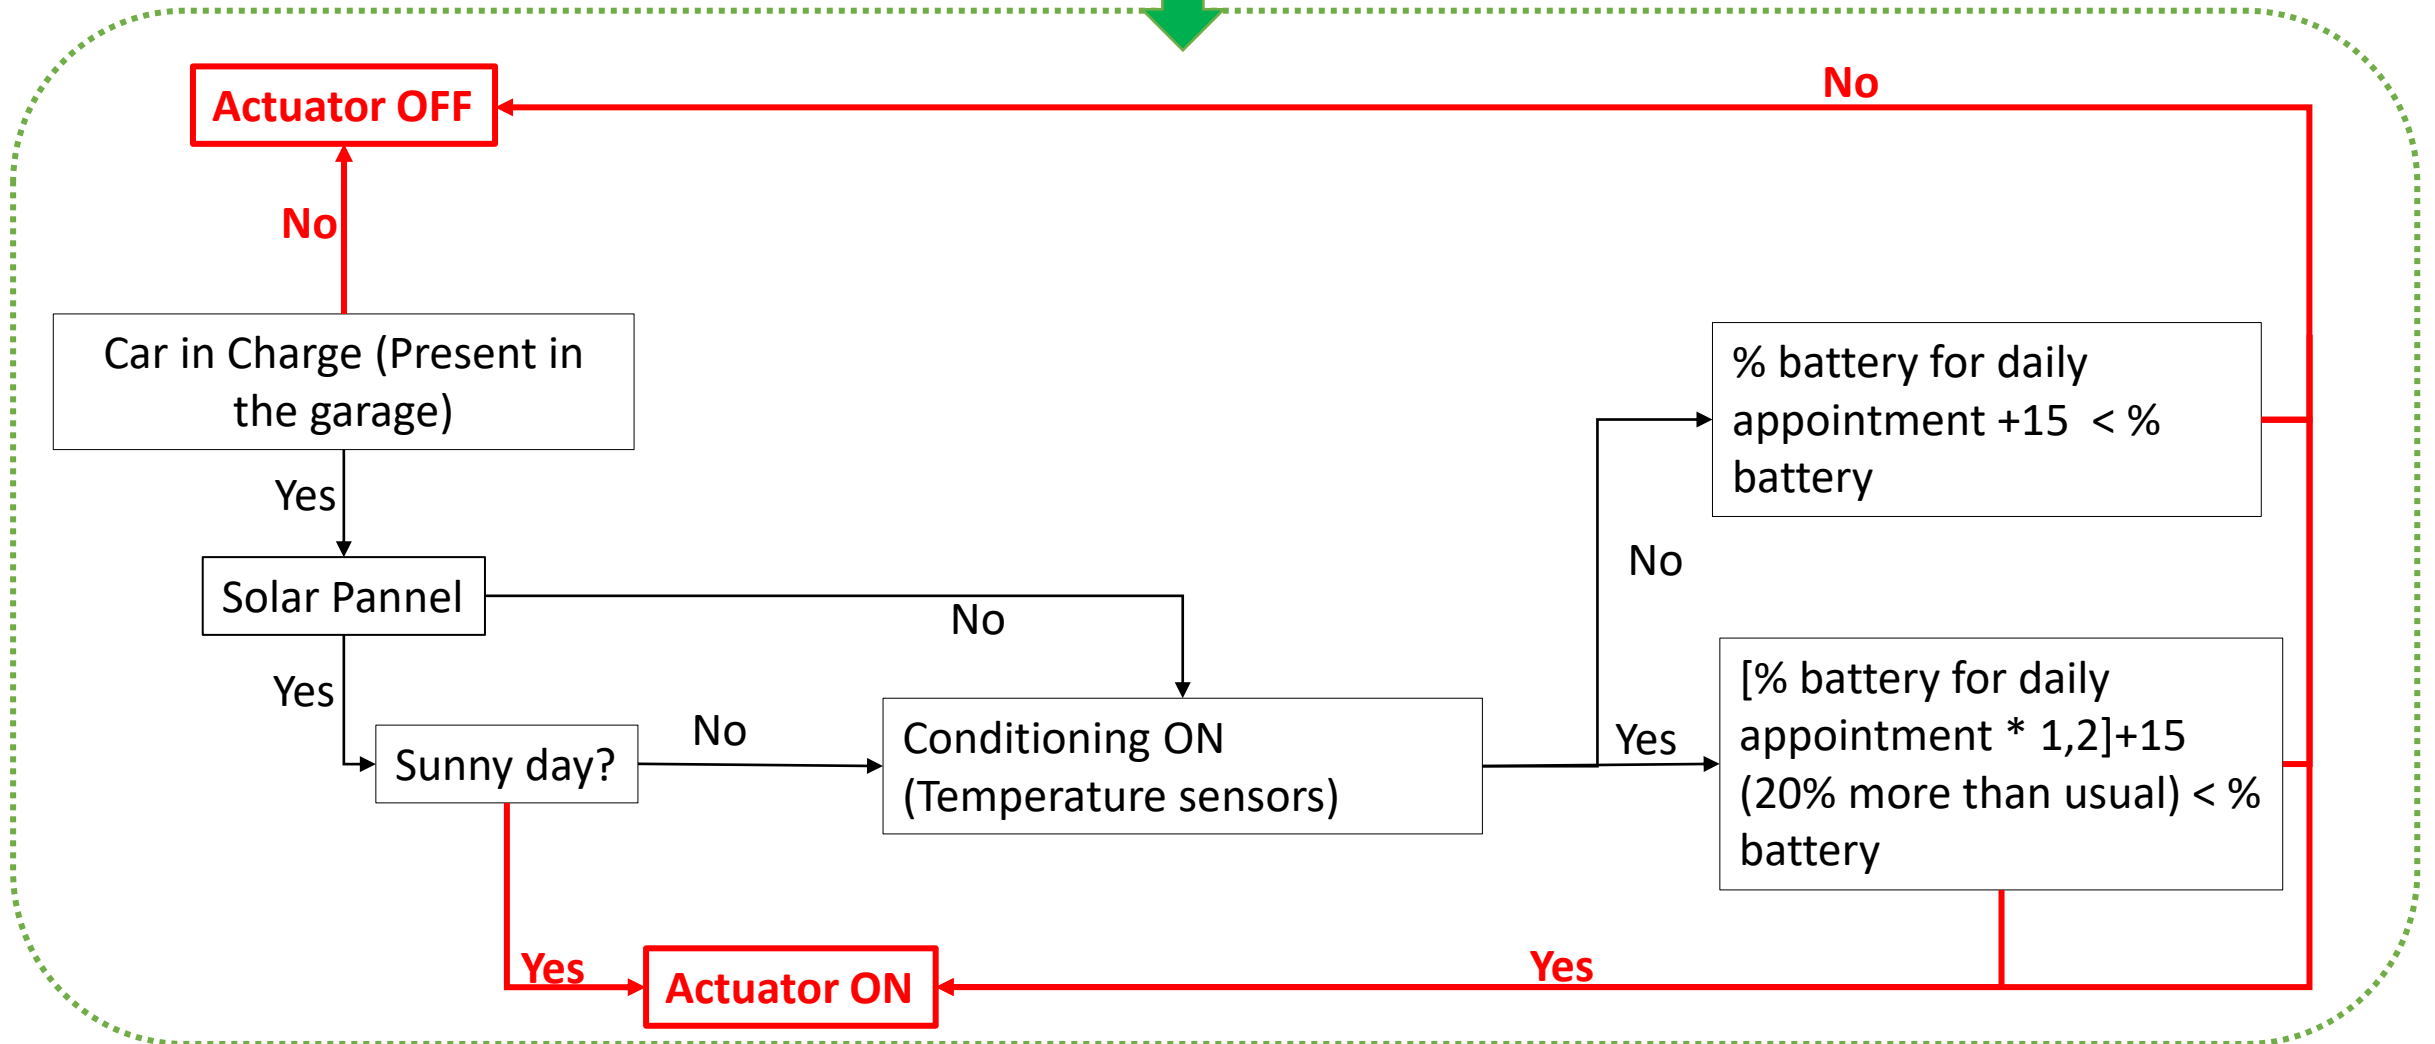 No
Actuator OFF
No
Car in Charge (Present in
the garage)
% battery for daily
appointment +15 < %
battery
Yes
No
Solar Pannel
No
Yes
[% battery for daily
appointment * 1,2]+15
(20% more than usual) < %
battery
Sunny day?
No
Conditioning ON
(Temperature sensors)
Yes
Yes
Actuator ON
Yes